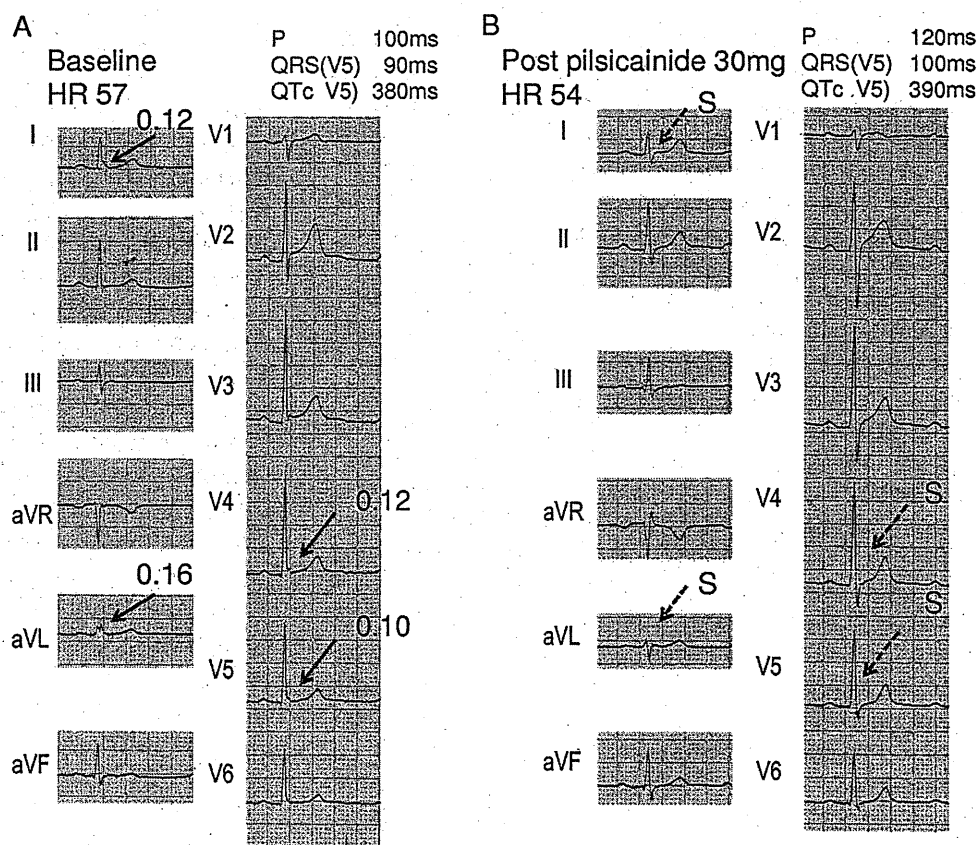 A
Baseline
HR 57
P 100ms
QRS(V5) 90ms
QTc V5) 380ms
I
0.12
II
III
aVR
aVL
0.16
aVF
V1
V2
V3
V4
0.12
V5
0.10
V6
B
Post pilsicainide 30mg
HR 54
P 120ms
QRS(V5) 100ms
QTc .V5) 390ms
I
S
II
III
aVR
aVL
S
aVF
V1
V2
V3
V4
S
V5
S
V6